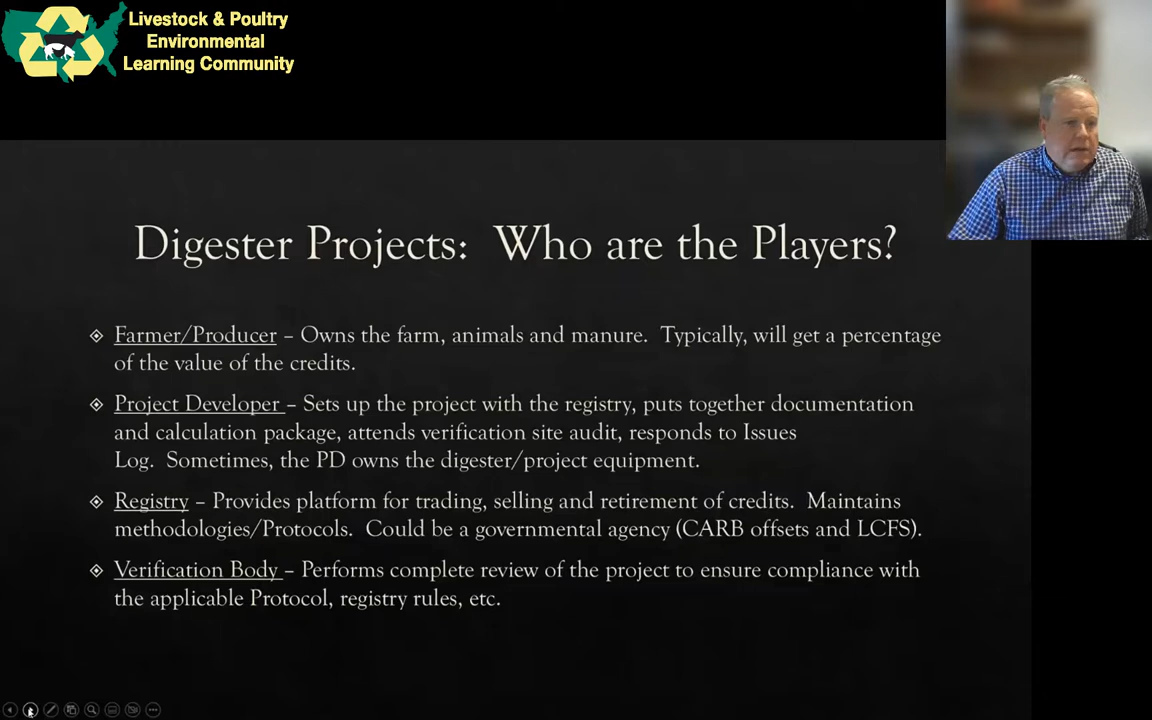 Livestock & Poultry
Environmental
Learning Community
Digester Projects: Who are the Players?
Farmer/Producer – Owns the farm, animals and manure. Typically, will get a percentage
of the value of the credits.
Project Developer – Sets up the project with the registry, puts together documentation
and calculation package, attends verification site audit, responds to Issues
Log. Sometimes, the PD owns the digester/project equipment.
Registry – Provides platform for trading, selling and retirement of credits. Maintains
methodologies/Protocols. Could be a governmental agency (CARB offsets and LCFS).
Verification Body – Performs complete review of the project to ensure compliance with
the applicable Protocol, registry rules, etc.